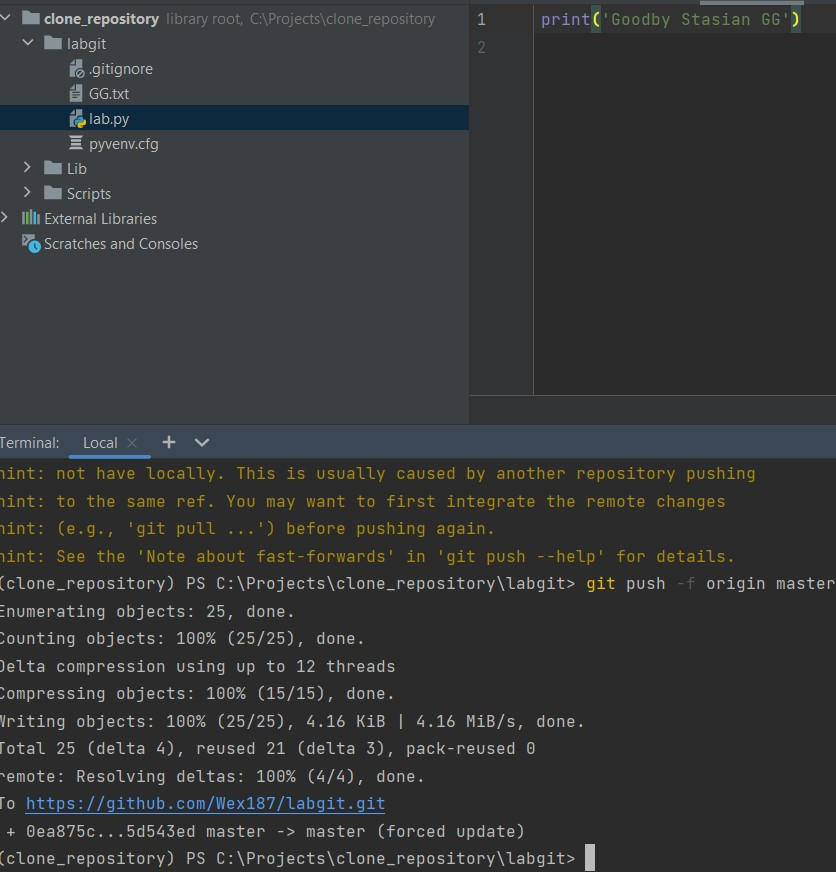 clone_repository library root, C:\Projects\clone_repository
labgit
.gitignore
GG.txt
lab.py
pyvenv.cfg
Lib
Scripts
External Libraries
Scratches and Consoles
1 print('Goodby Stasian GG')
2
Terminal: Local × +
hint: not have locally. This is usually caused by another repository pushing
hint: to the same ref. You may want to first integrate the remote changes
hint: (e.g., 'git pull ...') before pushing again.
hint: See the 'Note about fast-forwards' in 'git push --help' for details.
(clone_repository) PS C:\Projects\clone_repository\labgit> git push -f origin master
Enumerating objects: 25, done.
Counting objects: 100% (25/25), done.
Delta compression using up to 12 threads
Compressing objects: 100% (15/15), done.
Writing objects: 100% (25/25), 4.16 KiB | 4.16 MiB/s, done.
Total 25 (delta 4), reused 21 (delta 3), pack-reused 0
remote: Resolving deltas: 100% (4/4), done.
To https://github.com/Wex187/labgit.git
+ 0ea875c...5d543ed master -> master (forced update)
(clone_repository) PS C:\Projects\clone_repository\labgit>